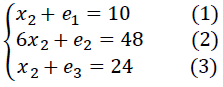 x₂ + e₁ = 10 (1)
6x₂ + e₂ = 48 (2)
x₂ + e₃ = 24 (3)